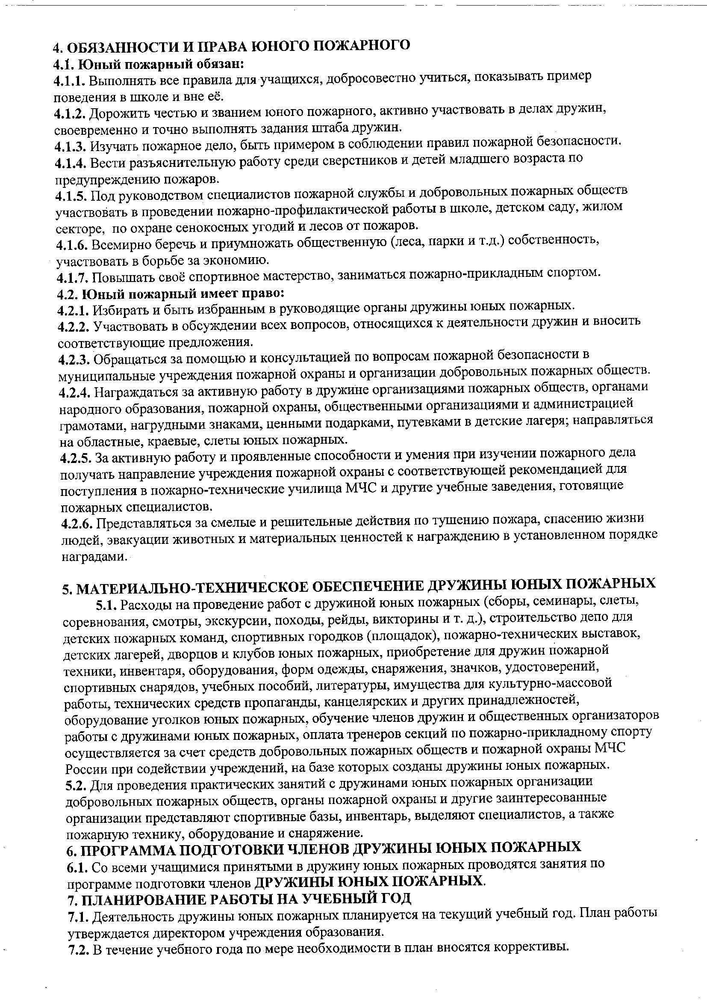 4. ОБЯЗАННОСТИ И ПРАВА ЮНОГО ПОЖАРНОГО
4.1. Юный пожарный обязан:
4.1.1. Выполнять все правила для учащихся, добросовестно учиться, показывать пример
поведения в школе и вне её.
4.1.2. Дорожить честью и званием юного пожарного, активно участвовать в делах дружин,
своевременно и точно выполнять задания штаба дружин.
4.1.3. Изучать пожарное дело, быть примером в соблюдении правил пожарной безопасности.
4.1.4. Вести разъяснительную работу среди сверстников и детей младшего возраста по
предупреждению пожаров.
4.1.5. Под руководством специалистов пожарной службы и добровольных пожарных обществ
участвовать в проведении пожарно-профилактической работы в школе, детском саду, жилом
секторе, по охране сенокосных угодий и лесов от пожаров.
4.1.6. Всемирно беречь и приумножать общественную (леса, парки и т.д.) собственность,
участвовать в борьбе за экономию.
4.1.7. Повышать своё спортивное мастерство, заниматься пожарно-прикладным спортом.
4.2. Юный пожарный имеет право:
4.2.1. Избирать и быть избранным в руководящие органы дружины юных пожарных.
4.2.2. Участвовать в обсуждении всех вопросов, относящихся к деятельности дружин и вносить
соответствующие предложения.
4.2.3. Обращаться за помощью и консультацией по вопросам пожарной безопасности в
муниципальные учреждения пожарной охраны и организации добровольных пожарных обществ.
4.2.4. Награждаться за активную работу в дружине организациями пожарных обществ, органами
народного образования, пожарной охраны, общественными организациями и администрацией
грамотами, нагрудными знаками, ценными подарками, путевками в детские лагеря; направляться
на областные, краевые, слеты юных пожарных.
4.2.5. За активную работу и проявленные способности и умения при изучении пожарного дела
получать направление учреждения пожарной охраны с соответствующей рекомендацией для
поступления в пожарно-технические училища МЧС и другие учебные заведения, готовящие
пожарных специалистов.
4.2.6. Представляться за смелые и решительные действия по тушению пожара, спасению жизни
людей, эвакуации животных и материальных ценностей к награждению в установленном порядке
наградами.
5. МАТЕРИАЛЬНО-ТЕХНИЧЕСКОЕ ОБЕСПЕЧЕНИЕ ДРУЖИНЫ ЮНЫХ ПОЖАРНЫХ
5.1. Расходы на проведение работ с дружиной юных пожарных (сборы, семинары, слеты,
соревнования, смотры, экскурсии, походы, рейды, викторины и т. д.), строительство депо для
детских пожарных команд, спортивных городков (площадок), пожарно-технических выставок,
детских лагерей, дворцов и клубов юных пожарных, приобретение для дружин пожарной
техники, инвентаря, оборудования, форм одежды, снаряжения, значков, удостоверений,
спортивных снарядов, учебных пособий, литературы, имущества для культурно-массовой
работы, технических средств пропаганды, канцелярских и других принадлежностей,
оборудование уголков юных пожарных, обучение членов дружин и общественных организаторов
работы с дружинами юных пожарных, оплата тренеров секций по пожарно-прикладному спорту
осуществляется за счет средств добровольных пожарных обществ и пожарной охраны МЧС
России при содействии учреждений, на базе которых созданы дружины юных пожарных.
5.2. Для проведения практических занятий с дружинами юных пожарных организации
добровольных пожарных обществ, органы пожарной охраны и другие заинтересованные
организации представляют спортивные базы, инвентарь, выделяют специалистов, а также
пожарную технику, оборудование и снаряжение.
6. ПРОГРАММА ПОДГОТОВКИ ЧЛЕНОВ ДРУЖИНЫ ЮНЫХ ПОЖАРНЫХ
6.1. Со всеми учащимися принятыми в дружину юных пожарных проводятся занятия по
программе подготовки членов ДРУЖИНЫ ЮНЫХ ПОЖАРНЫХ.
7. ПЛАНИРОВАНИЕ РАБОТЫ НА УЧЕБНЫЙ ГОД
7.1. Деятельность дружины юных пожарных планируется на текущий учебный год. План работы
утверждается директором учреждения образования.
7.2. В течение учебного года по мере необходимости в план вносятся коррективы.